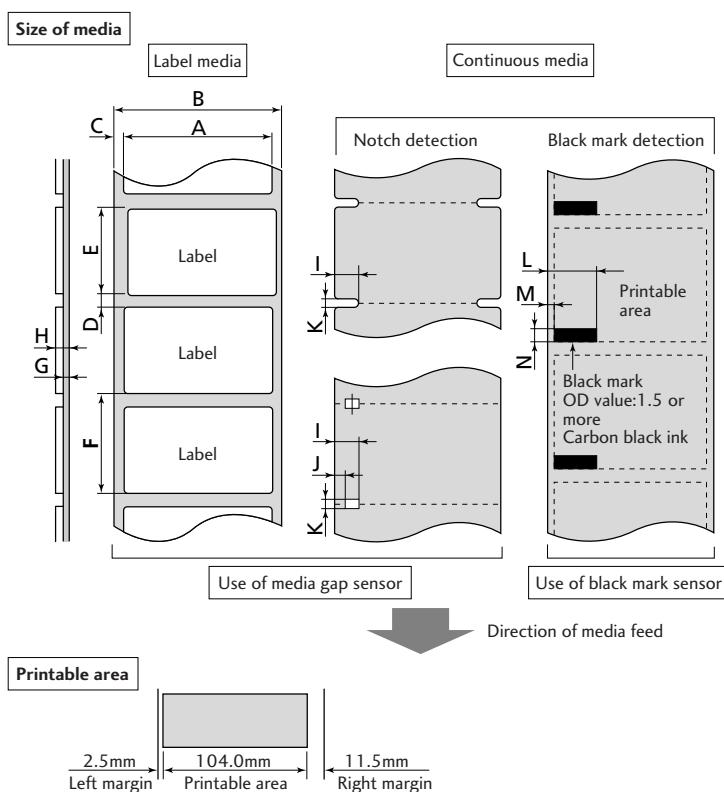 Size of media
Label media
Continuous media
B
C
A
Notch detection
Black mark detection
E
Label
I
L
M
Printable
area
D
K
N
H
G
Label
Black mark
OD value:1.5 or
more
Carbon black ink
F
Label
I
J
K
Use of media gap sensor
Use of black mark sensor
Direction of media feed
Printable area
2.5mm
104.0mm
11.5mm
Left margin
Printable area
Right margin